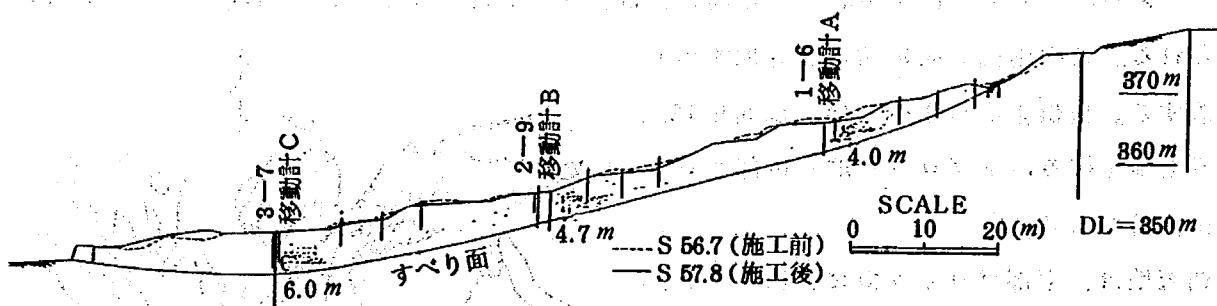 1—6
移動計A
370 m
360 m
4.0 m
2—9
移動計B
SCALE
0 10 20 (m)
DL=350m
3—7
移動計C
4.7 m
S 56.7 (施工前)
すべり面
S 57.8 (施工後)
6.0 m